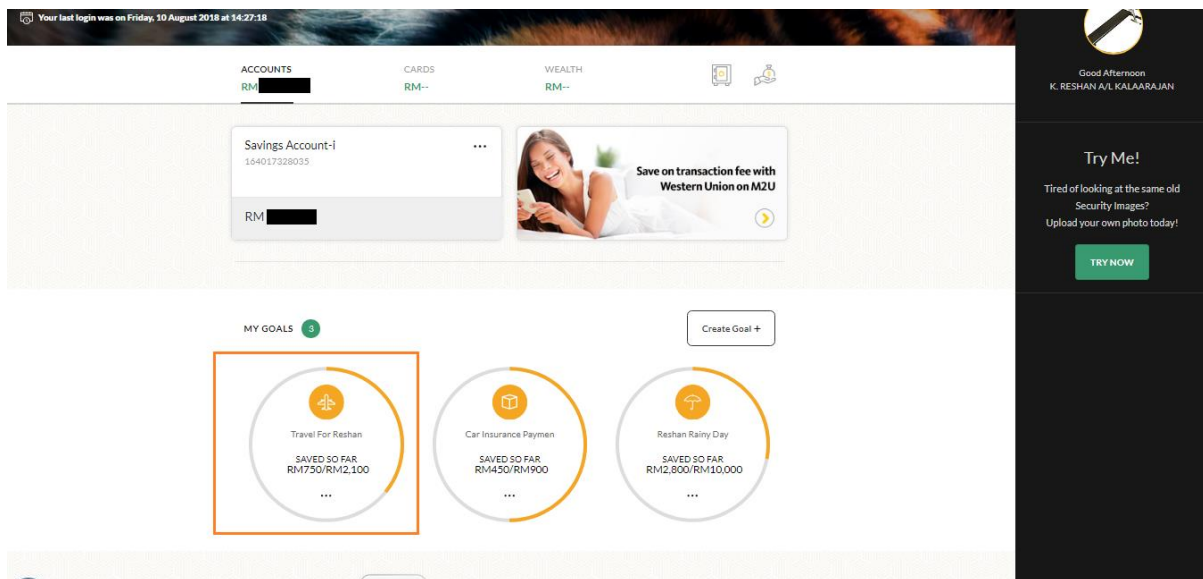 Your last login was on Friday, 10 August 2018 at 14:27:18
ACCOUNTS
RM
CARDS
RM--
WEALTH
RM--
Savings Account-i
164017328035
RM
Save on transaction fee with
Western Union on M2U
MY GOALS 3
Create Goal +
Travel For Reshan
SAVED SO FAR
RM750/RM2,100
Car Insurance Paymen
SAVED SO FAR
RM450/RM900
Reshan Rainy Day
SAVED SO FAR
RM2,800/RM10,000
Good Afternoon
K. RESHAN A/L KALAARAJAN
Try Me!
Tired of looking at the same old
Security Images?
Upload your own photo today!
TRY NOW